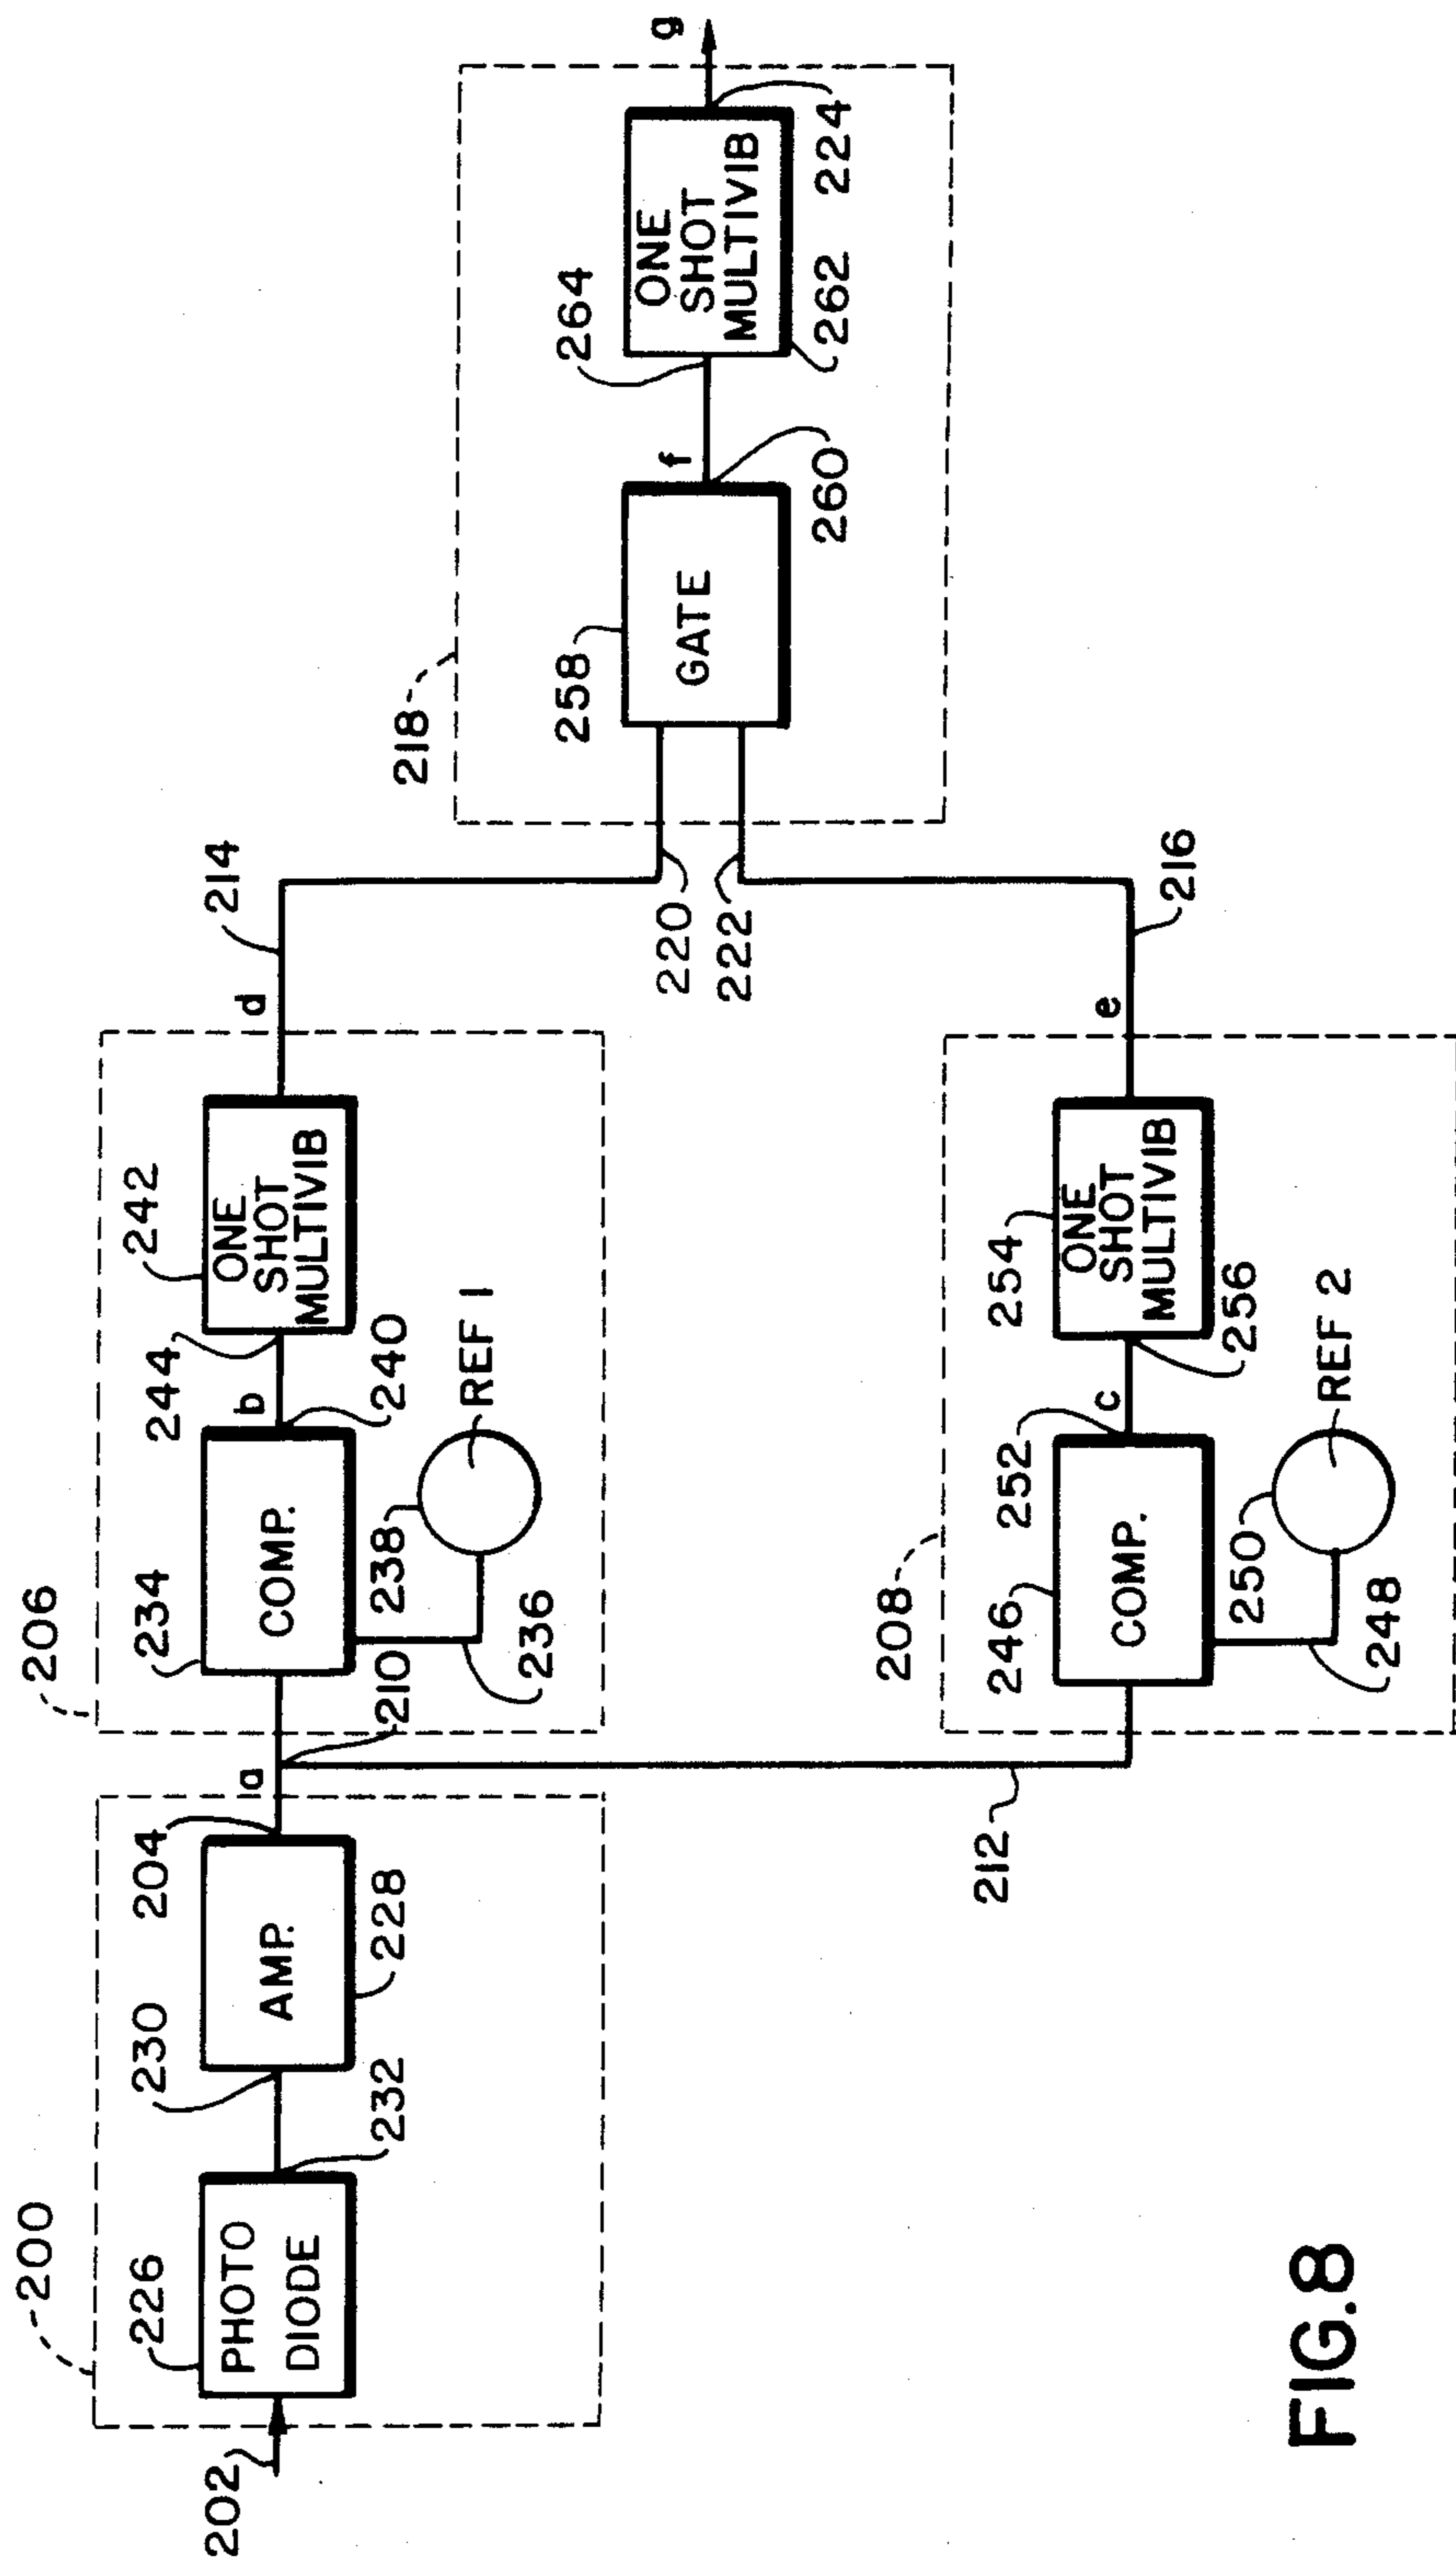 200
202
226
PHOTO
DIODE
232
230
AMP.
228
204
a
210
212
206
234
COMP.
236
238
REF 1
240
b
244
242
ONE
SHOT
MULTIVIB
d
214
208
246
COMP.
248
250
REF 2
252
c
256
254
ONE
SHOT
MULTIVIB
e
216
220
222
218
258
GATE
260
f
264
262
ONE
SHOT
MULTIVIB
224
g
FIG.8